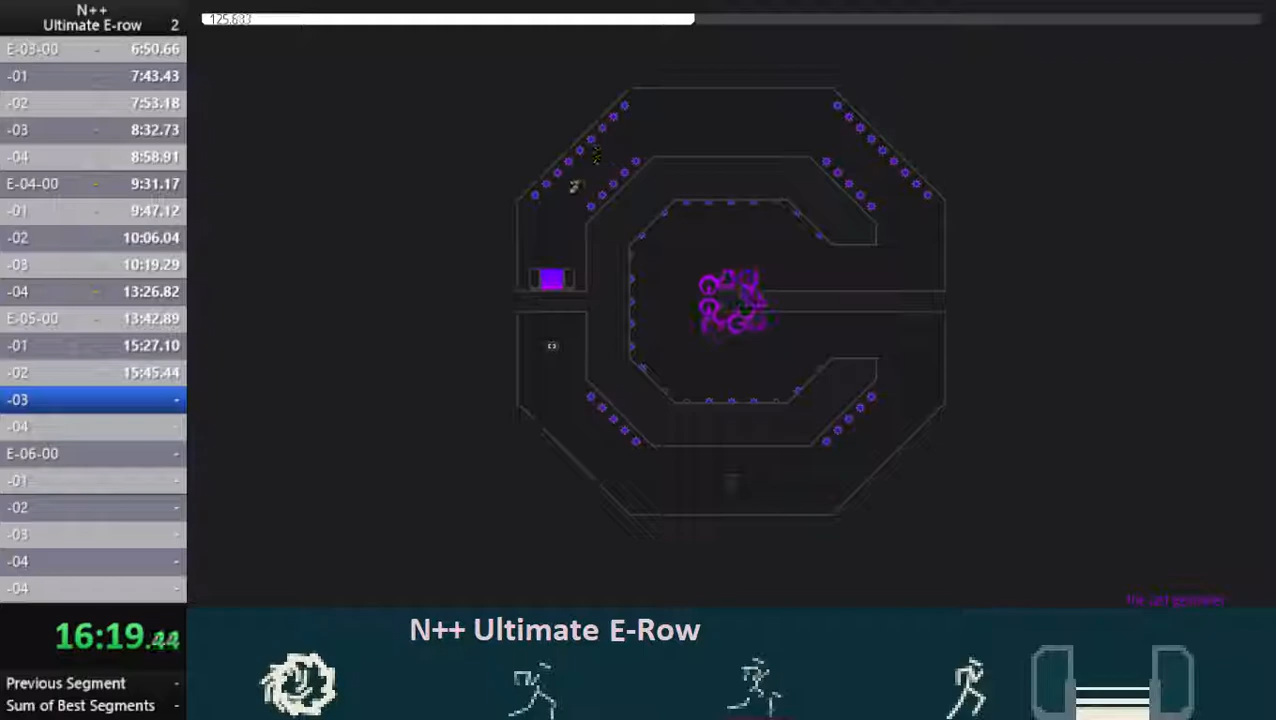 N++
Ultimate E-row 2
E-03-00 - 6:50.66
-01 - 7:43.43
-02 - 7:53.18
-03 - 8:32.73
-04 - 8:58.91
E-04-00 - 9:31.17
-01 - 9:47.12
-02 - 10:06.04
-03 - 10:19.29
-04 - 13:26.82
E-05-00 - 13:42.89
-01 - 15:27.10
-02 - 15:45.44
-03 -
-04 -
E-06-00 -
-01 -
-02 -
-03 -
-04 -
-04 -
16:19.44
Previous Segment -
Sum of Best Segments -
N++ Ultimate E-Row